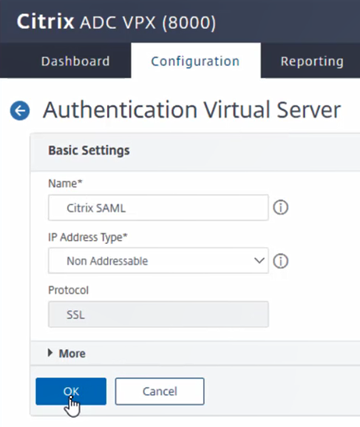 Citrix ADC VPX (8000)
Dashboard Configuration Reporting
Authentication Virtual Server
Basic Settings
Name*
Citrix SAML
IP Address Type*
Non Addressable
Protocol
SSL
More
OK Cancel